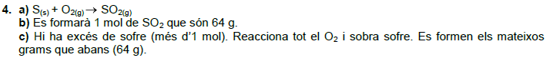 4. a) S(s) + O2(g) → SO2(g)
b) Es formarà 1 mol de SO2 que són 64 g.
c) Hi ha excés de sofre (més d'1 mol). Reacciona tot el O2 i sobra sofre. Es formen els mateixos
grams que abans (64 g).